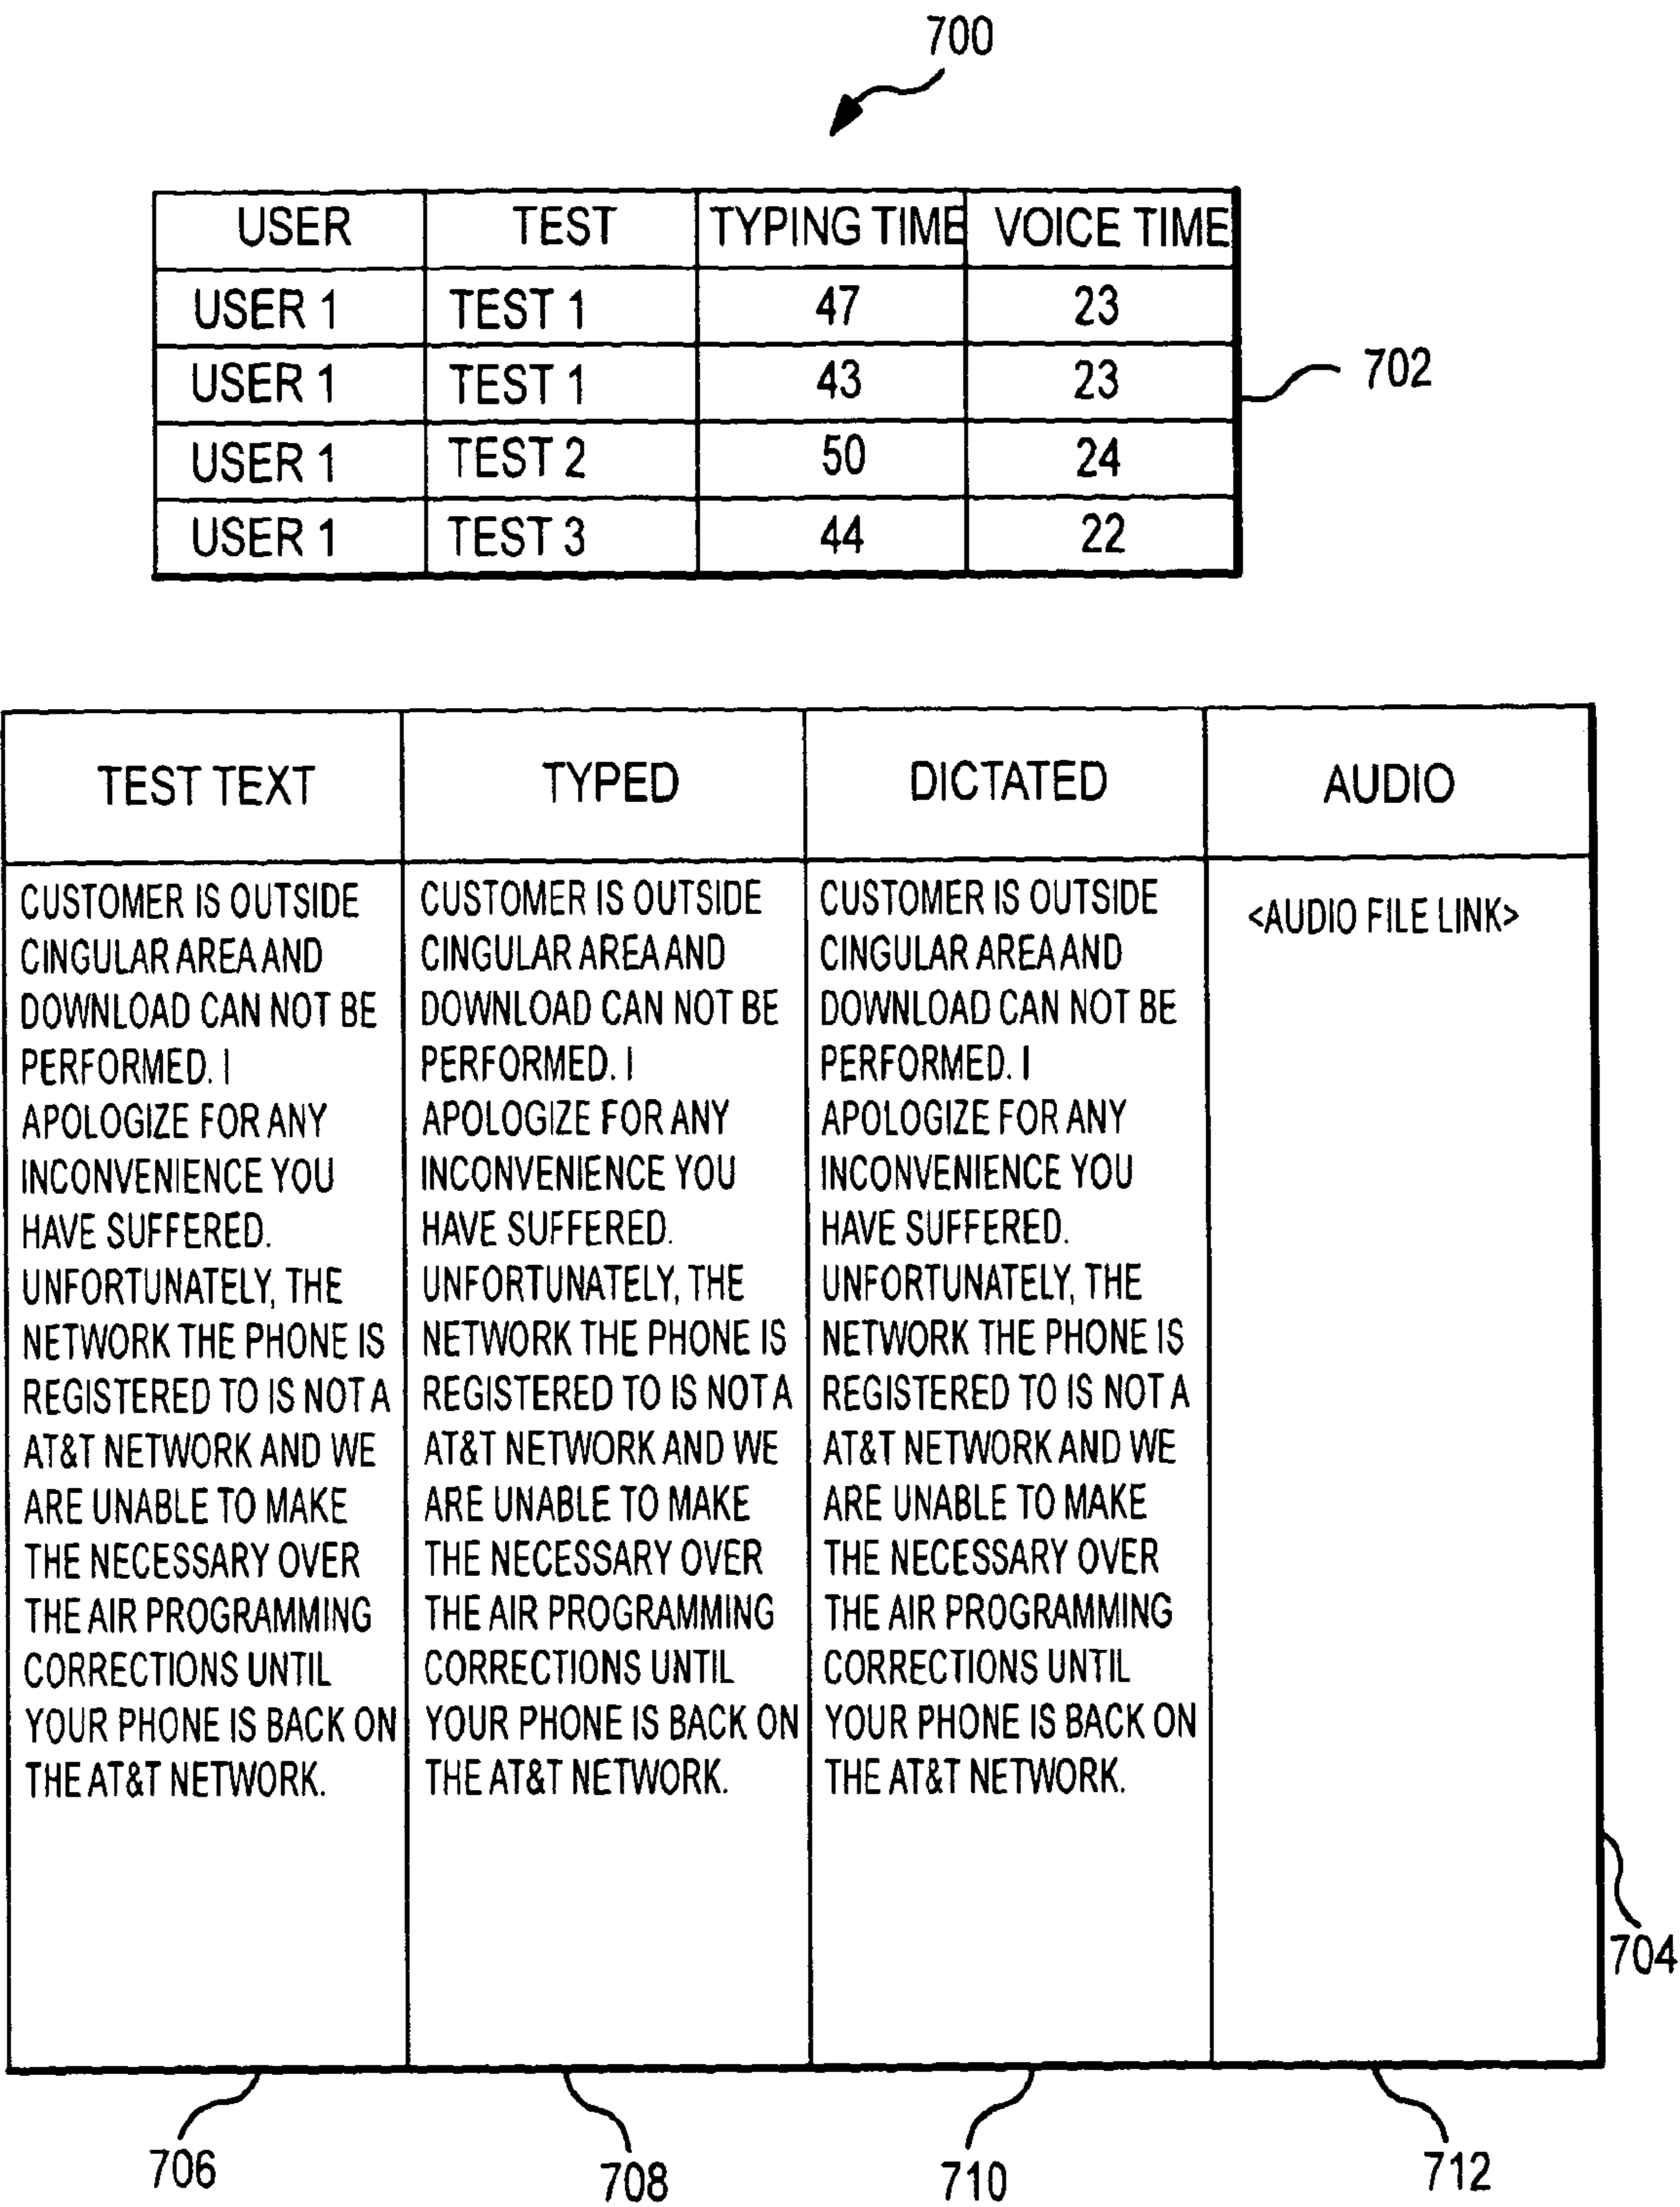 700
USER TEST TYPING TIME VOICE TIME
USER 1 TEST 1 47 23
USER 1 TEST 1 43 23
702
USER 1 TEST 2 50 24
USER 1 TEST 3 44 22
TEST TEXT TYPED DICTATED AUDIO
CUSTOMER IS OUTSIDE
CINGULAR AREA AND
DOWNLOAD CAN NOT BE
PERFORMED. I
APOLOGIZE FOR ANY
INCONVENIENCE YOU
HAVE SUFFERED.
UNFORTUNATELY, THE
NETWORK THE PHONE IS
REGISTERED TO IS NOT A
AT&T NETWORK AND WE
ARE UNABLE TO MAKE
THE NECESSARY OVER
THE AIR PROGRAMMING
CORRECTIONS UNTIL
YOUR PHONE IS BACK ON
THE AT&T NETWORK.
CUSTOMER IS OUTSIDE
CINGULAR AREA AND
DOWNLOAD CAN NOT BE
PERFORMED. I
APOLOGIZE FOR ANY
INCONVENIENCE YOU
HAVE SUFFERED.
UNFORTUNATELY, THE
NETWORK THE PHONE IS
REGISTERED TO IS NOT A
AT&T NETWORK AND WE
ARE UNABLE TO MAKE
THE NECESSARY OVER
THE AIR PROGRAMMING
CORRECTIONS UNTIL
YOUR PHONE IS BACK ON
THE AT&T NETWORK.
CUSTOMER IS OUTSIDE
CINGULAR AREA AND
DOWNLOAD CAN NOT BE
PERFORMED. I
APOLOGIZE FOR ANY
INCONVENIENCE YOU
HAVE SUFFERED.
UNFORTUNATELY, THE
NETWORK THE PHONE IS
REGISTERED TO IS NOT A
AT&T NETWORK AND WE
ARE UNABLE TO MAKE
THE NECESSARY OVER
THE AIR PROGRAMMING
CORRECTIONS UNTIL
YOUR PHONE IS BACK ON
THE AT&T NETWORK.
<AUDIO FILE LINK>
704
706 708 710 712